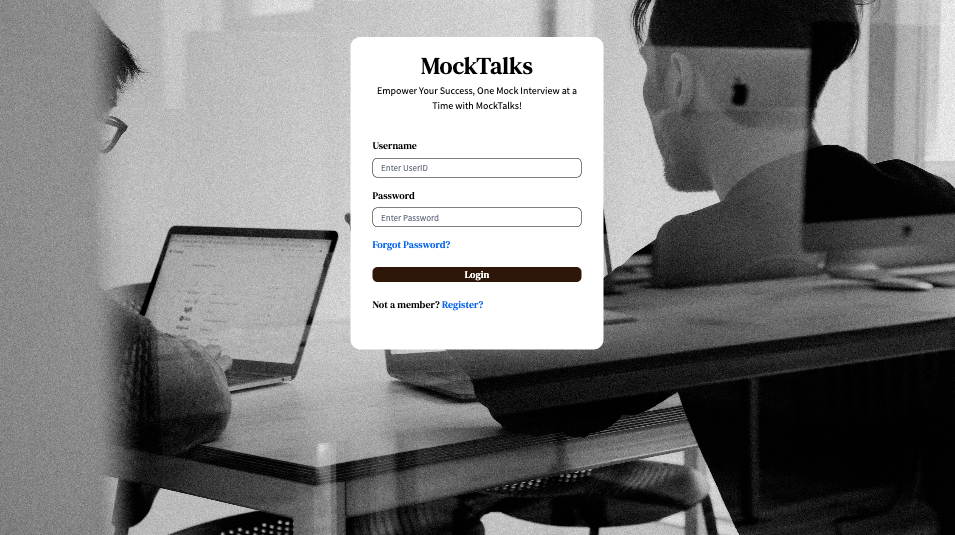 MockTalks
Empower Your Success, One Mock Interview at a
Time with MockTalks!
Username
Enter UserID
Password
Enter Password
Forgot Password?
Login
Not a member? Register?